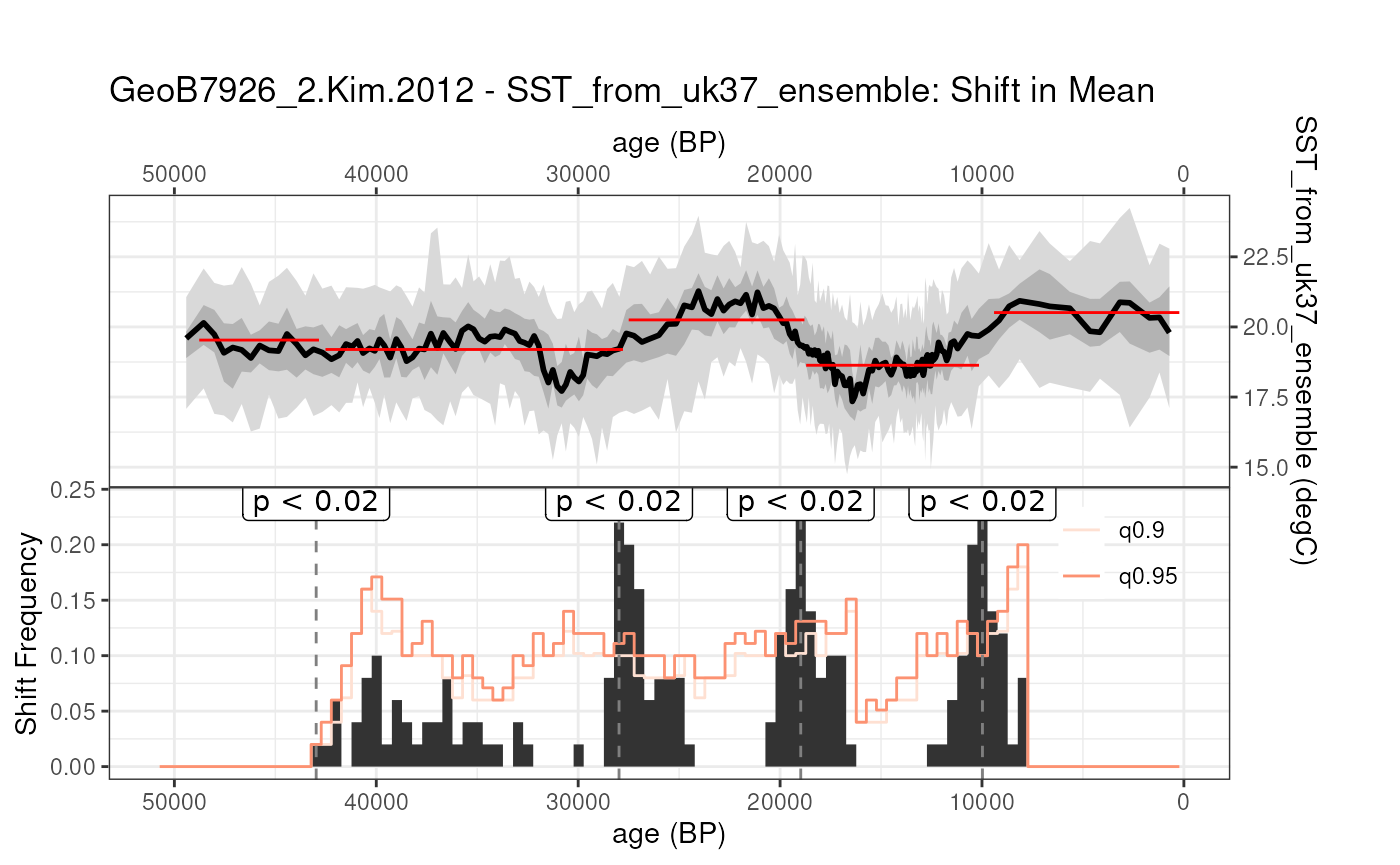 GeoB7926_2.Kim.2012 - SST_from_uk37_ensemble: Shift in Mean
age (BP)
50000 40000 30000 20000 10000 0
22.5
20.0
17.5
15.0
SST_from_uk37_ensemble (degC)
p < 0.02 p < 0.02 p < 0.02 p < 0.02
q0.9
q0.95
Shift Frequency
0.25
0.20
0.15
0.10
0.05
0.00
50000 40000 30000 20000 10000 0
age (BP)